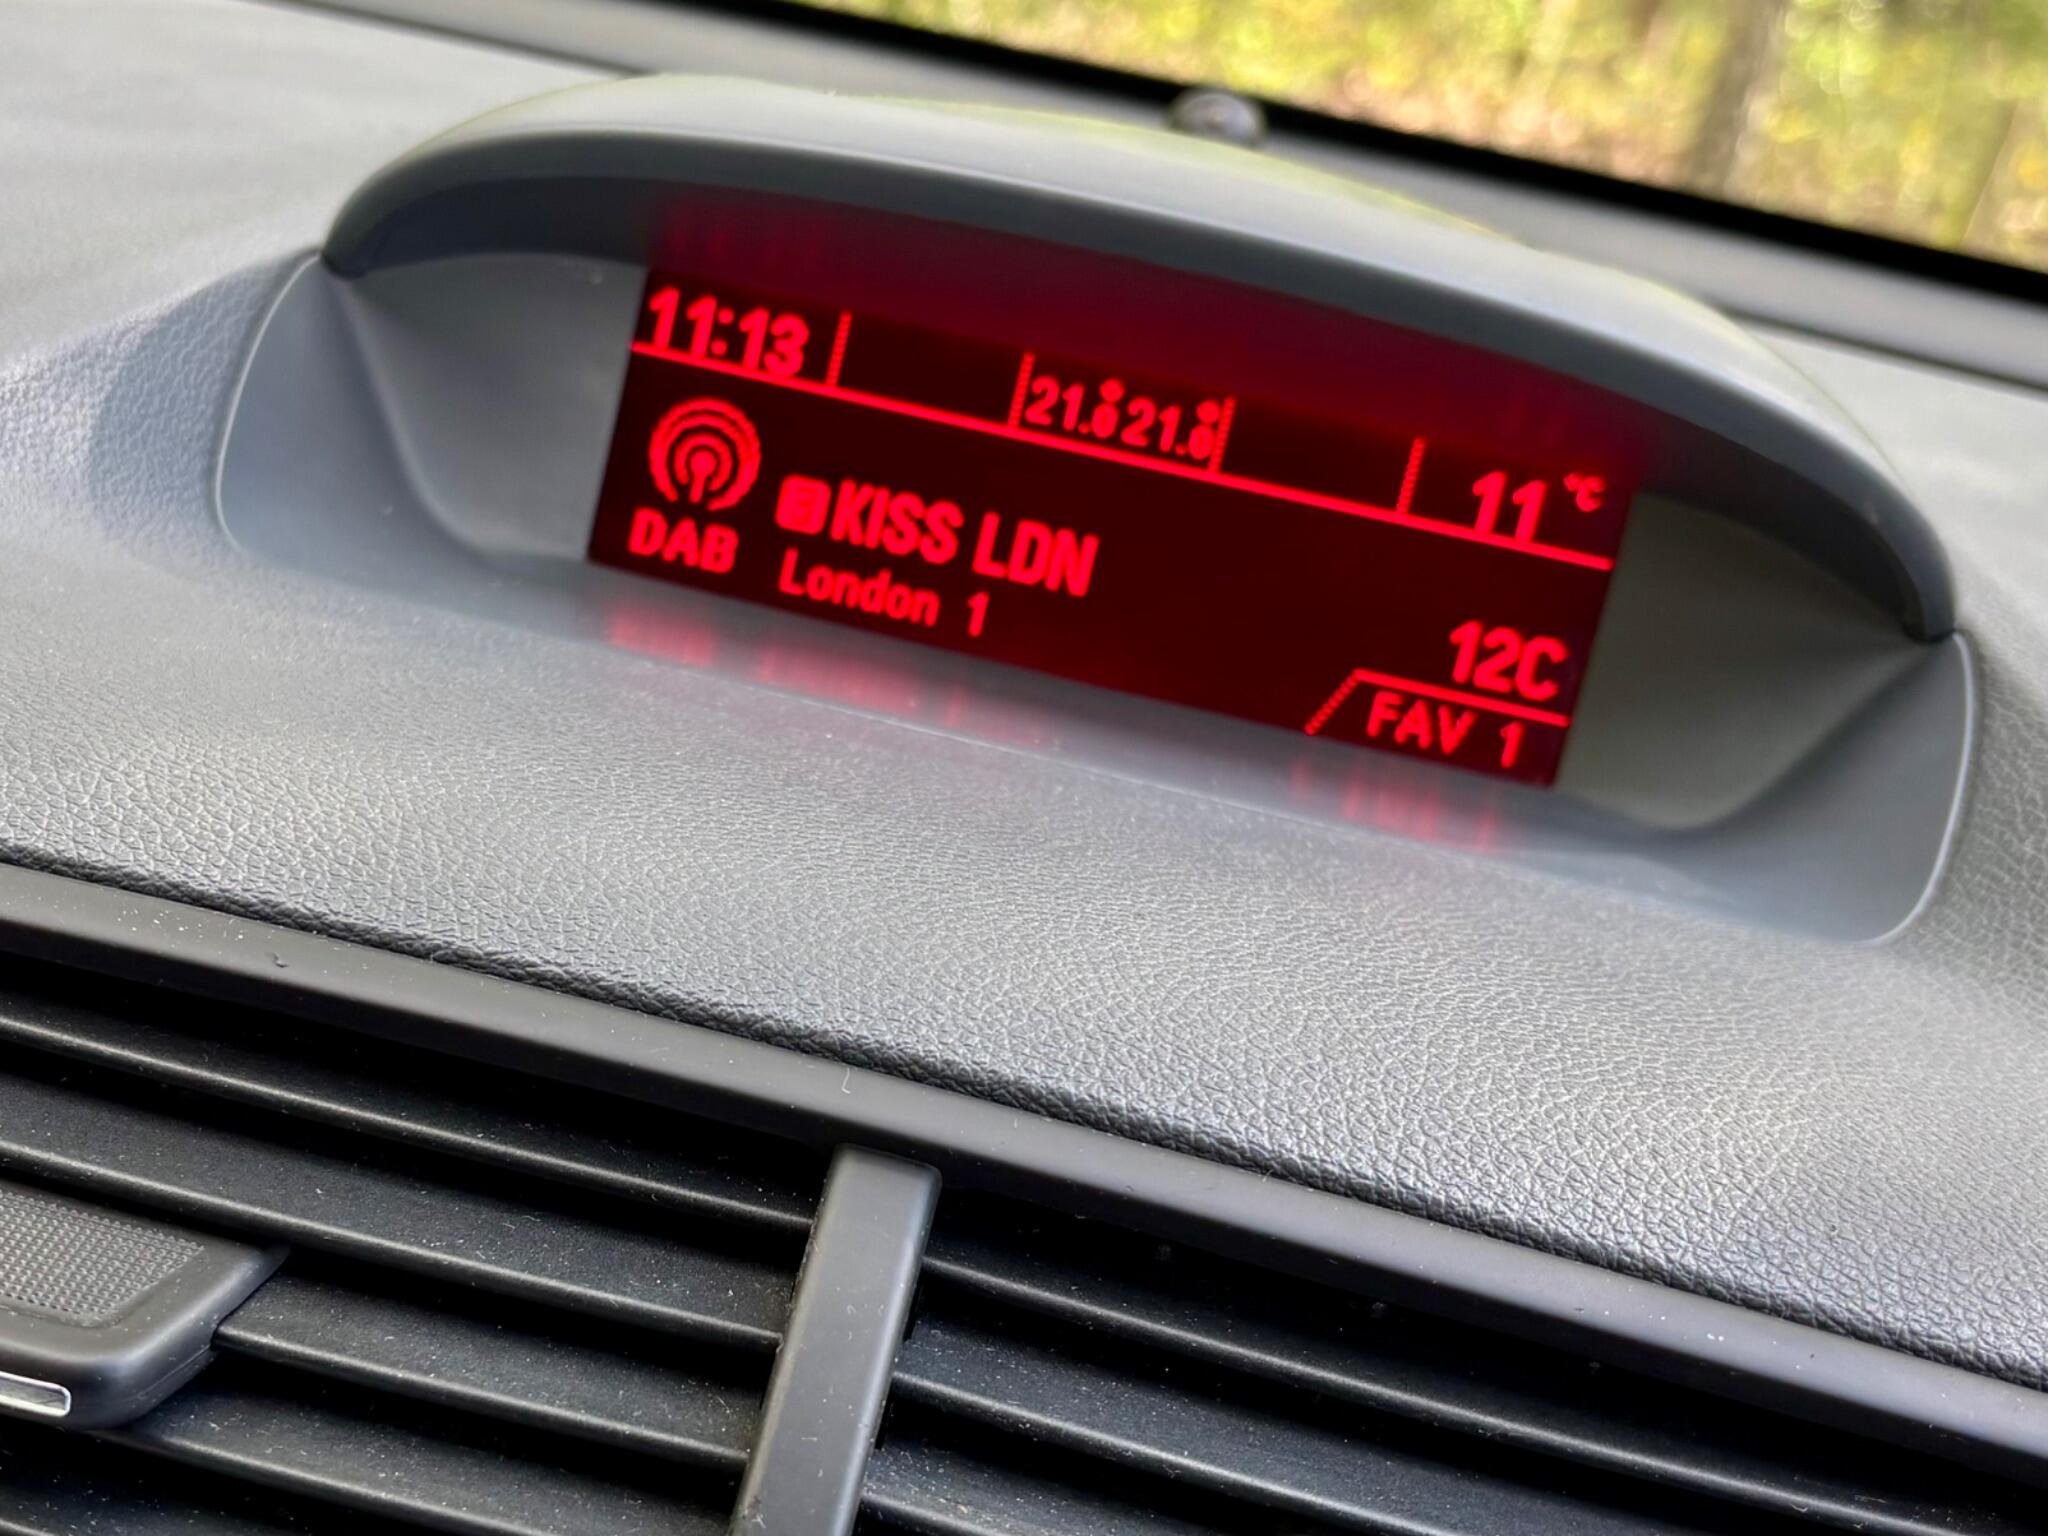 11:13 21.0° 21.0° 11 °C
DAB KISS LDN
London 1
12C
FAV 1